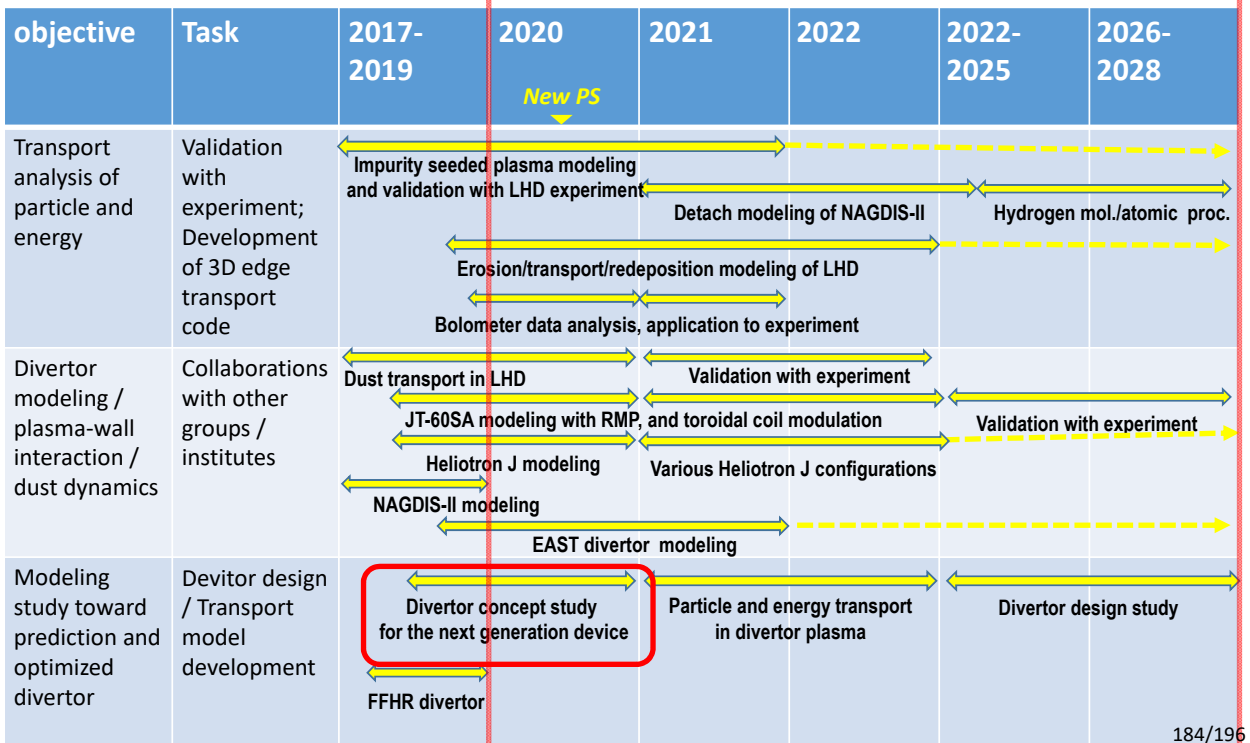 objective
Task
2017-
2019
2020
2021
2022
2022-
2025
2026-
2028
New PS
Transport
analysis of
particle and
energy
Validation
with
experiment;
Development
of 3D edge
transport
code
Impurity seeded plasma modeling
and validation with LHD experiment
Detach modeling of NAGDIS-II
Hydrogen mol./atomic proc.
Erosion/transport/redeposition modeling of LHD
Bolometer data analysis, application to experiment
Divertor
modeling /
plasma-wall
interaction /
dust dynamics
Collaborations
with other
groups /
institutes
Dust transport in LHD
Validation with experiment
JT-60SA modeling with RMP, and toroidal coil modulation
Validation with experiment
Heliotron J modeling
Various Heliotron J configurations
NAGDIS-II modeling
EAST divertor modeling
Modeling
study toward
prediction and
optimized
divertor
Devitor design
/ Transport
model
development
Divertor concept study
for the next generation device
Particle and energy transport
in divertor plasma
Divertor design study
FFHR divertor
184/196